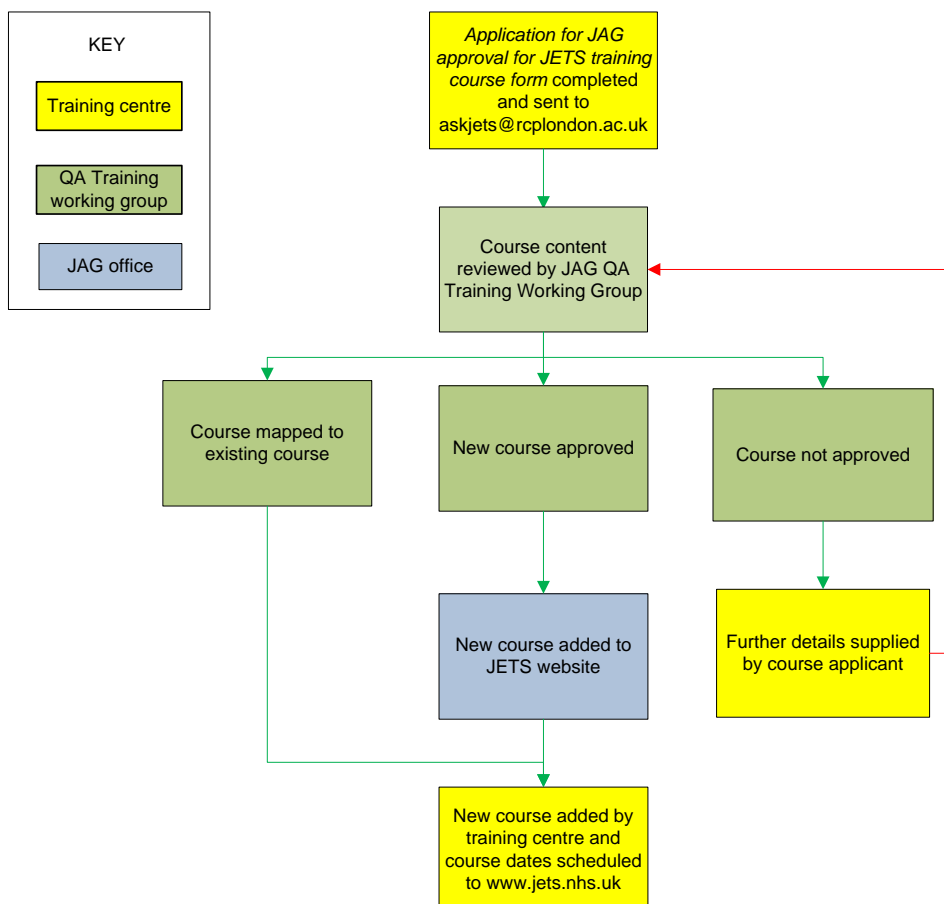 KEY
Training centre
QA Training
working group
JAG office
Application for JAG
approval for JETS training
course form completed
and sent to
askjets@rcplondon.ac.uk
Course content
reviewed by JAG QA
Training Working Group
Course mapped to
existing course
New course approved
Course not approved
New course added to
JETS website
Further details supplied
by course applicant
New course added by
training centre and
course dates scheduled
to www.jets.nhs.uk